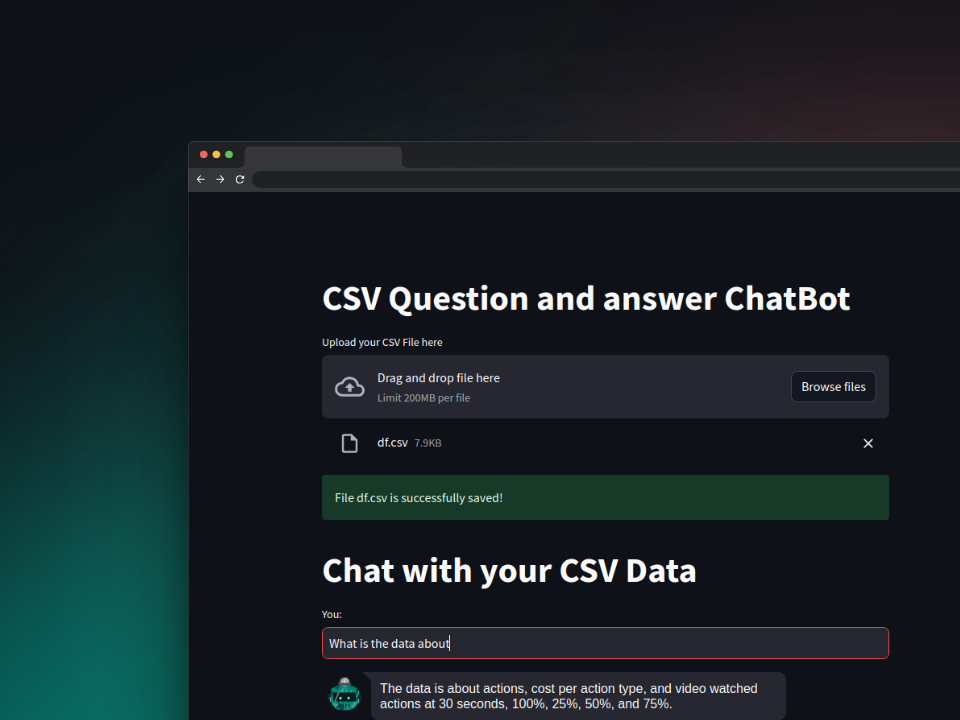 CSV Question and answer ChatBot
Upload your CSV File here
Drag and drop file here
Limit 200MB per file
Browse files
df.csv 7.9KB
File df.csv is successfully saved!
Chat with your CSV Data
You:
What is the data about
The data is about actions, cost per action type, and video watched
actions at 30 seconds, 100%, 25%, 50%, and 75%.